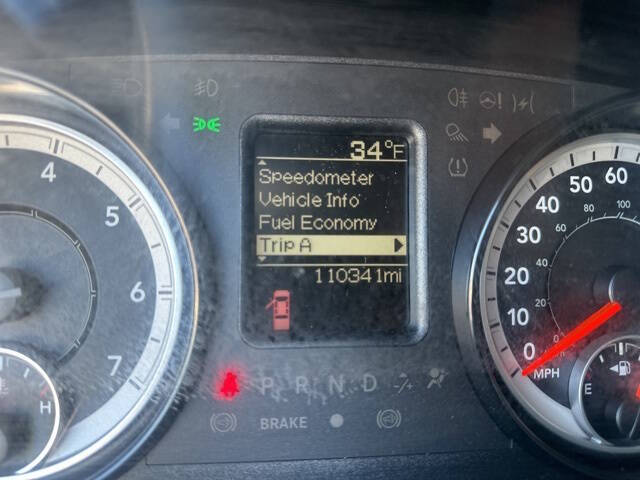 34°F
Speedometer
Vehicle Info
Fuel Economy
Trip A
110341mi
4
5
6
7
H
P R N D
BRAKE
60
50
40
30
20
10
0
MPH
100
80
60
40
20
0
E